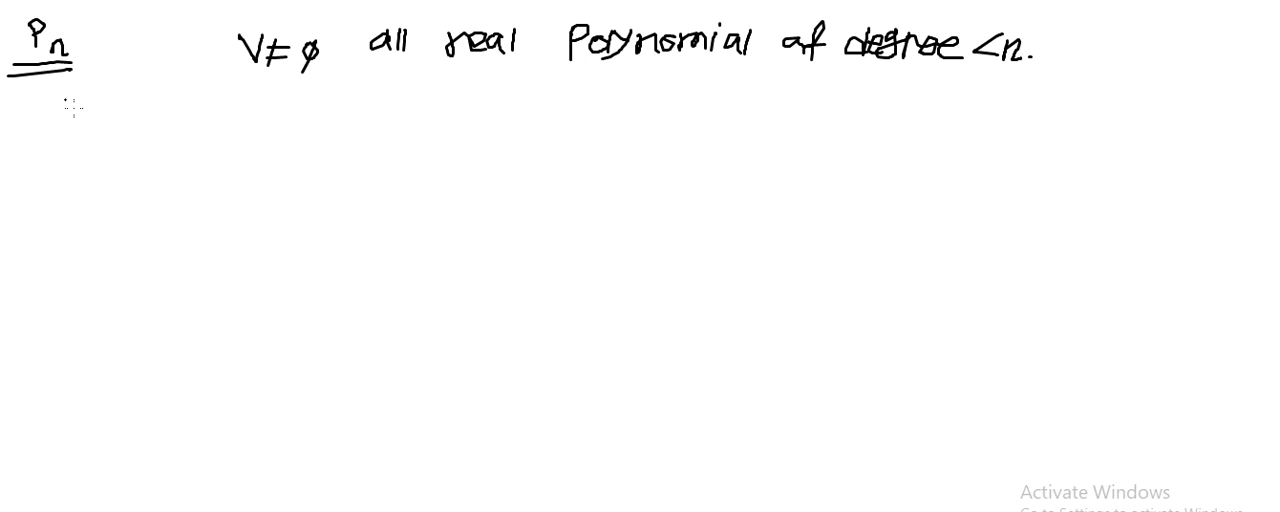 Pn V≠φ all real Polynomial of degree <n.
Activate Windows